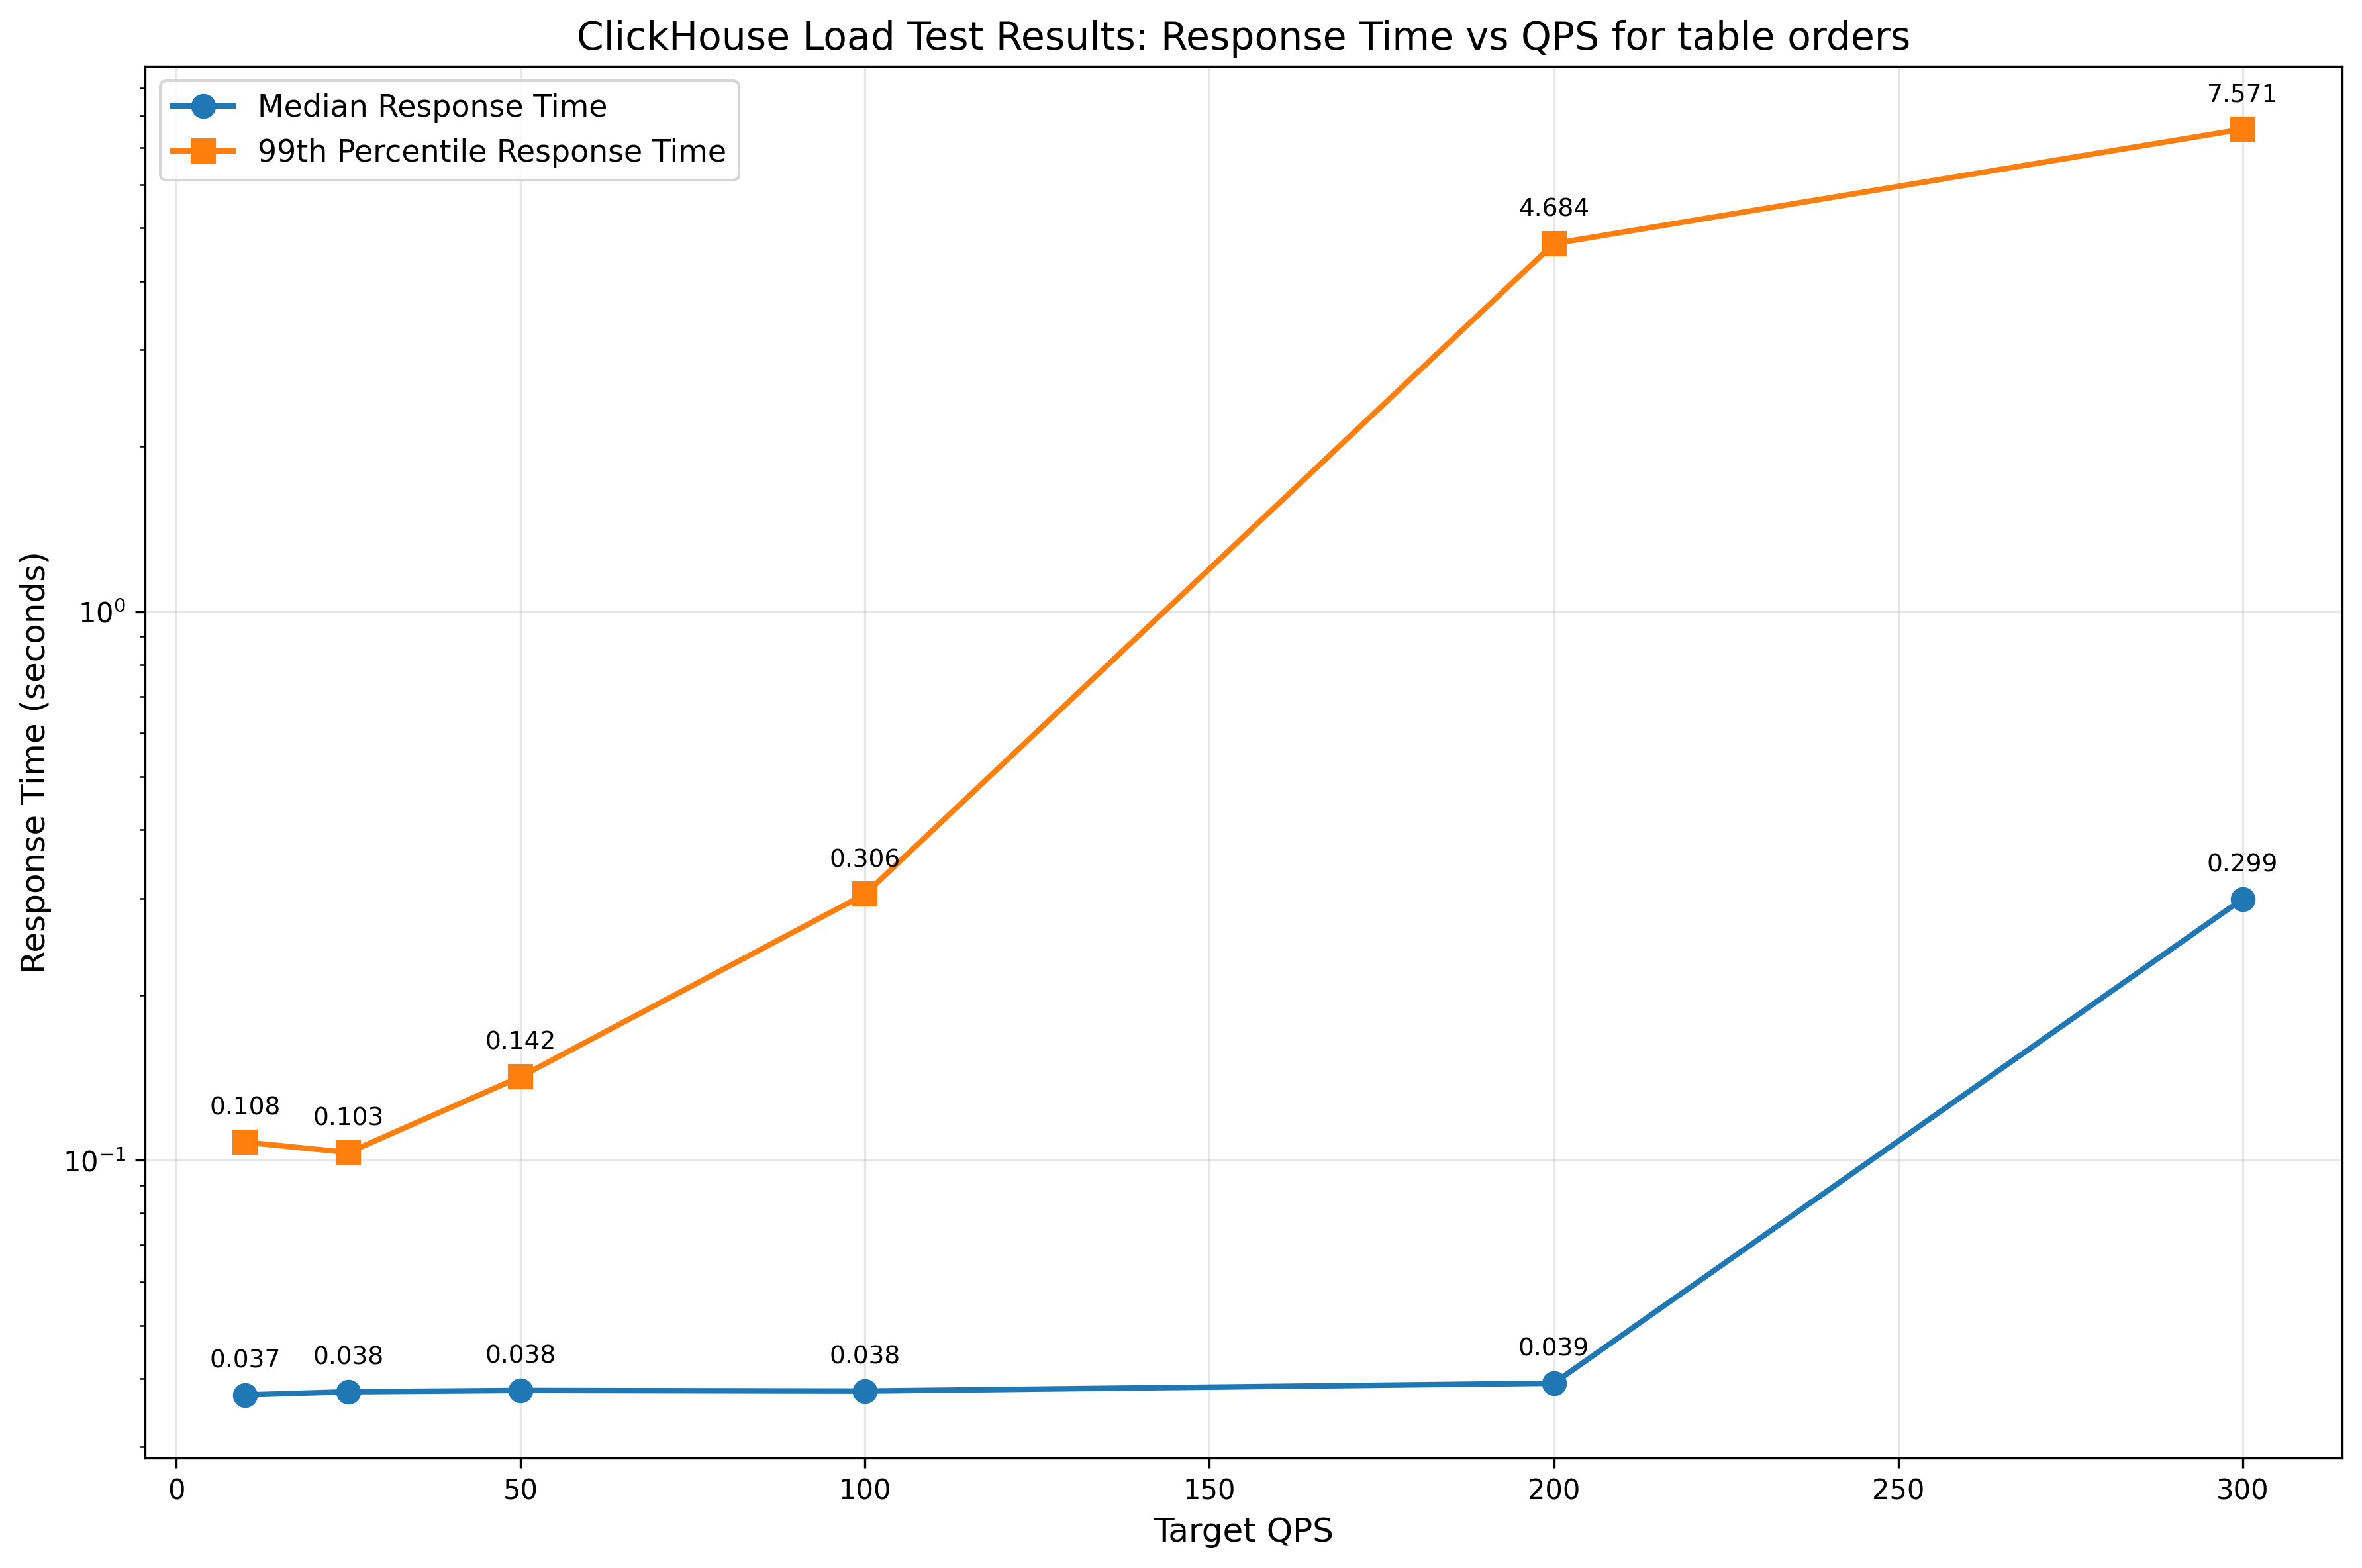 ClickHouse Load Test Results: Response Time vs QPS for table orders
Median Response Time
99th Percentile Response Time
7.571
4.684
0.306
0.299
0.142
0.108
0.103
0.037
0.038
0.038
0.038
0.039
Response Time (seconds)
10⁰
10⁻¹
0 50 100 150 200 250 300
Target QPS